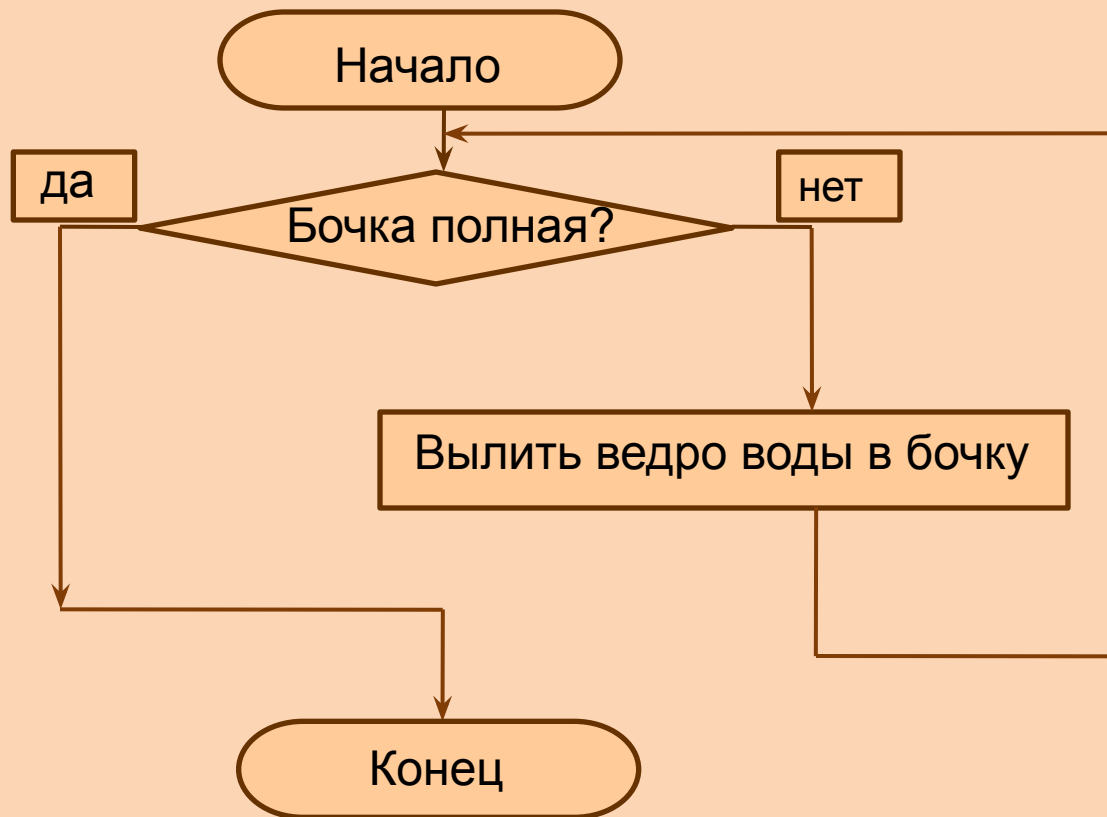 Начало
да
нет
Бочка полная?
Вылить ведро воды в бочку
Конец